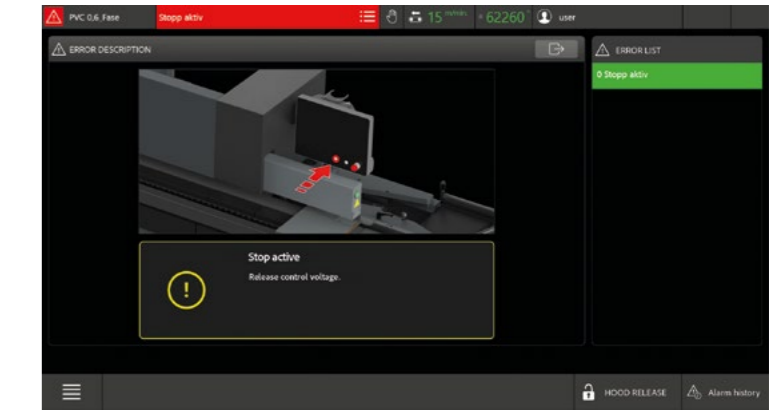 PVC 0,6_Fase
Stopp aktiv
15 m/min
62260
user
ERROR DESCRIPTION
ERROR LIST
0 Stopp aktiv
Stop active
Release control voltage.
HOOD RELEASE
Alarm history